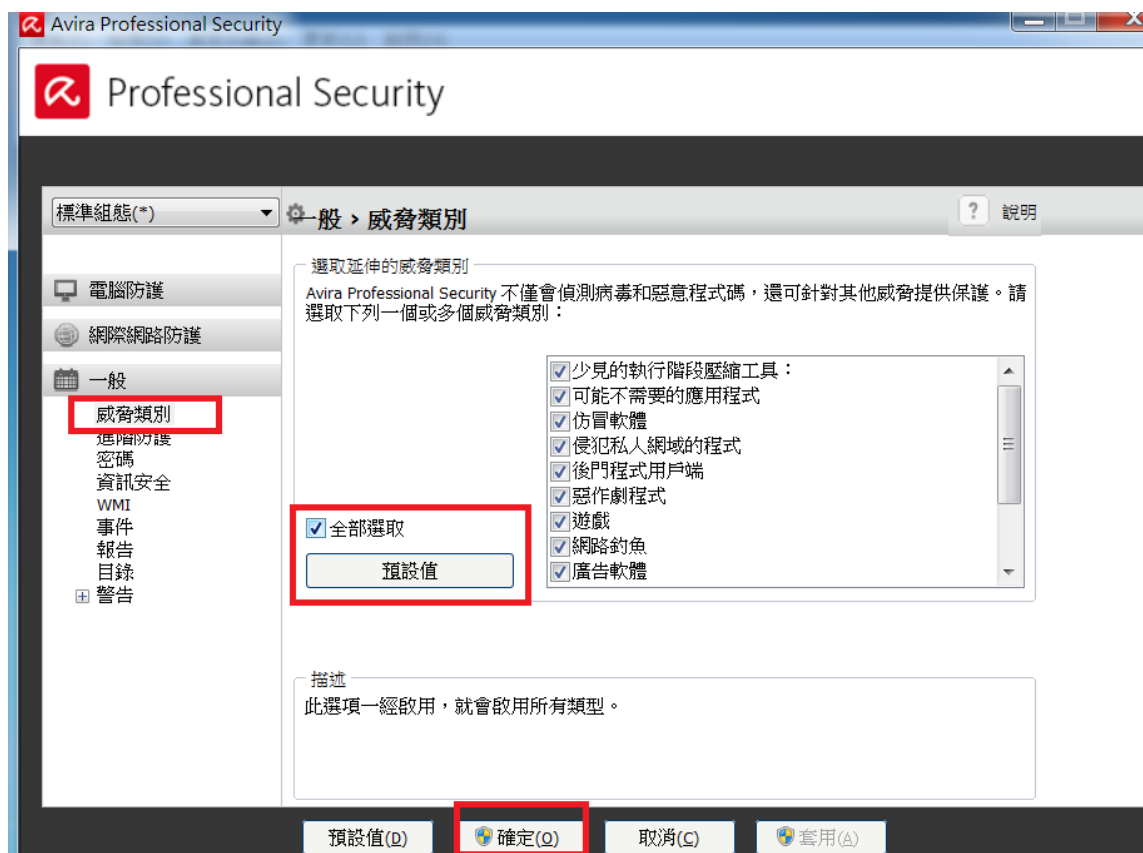 Avira Professional Security
Professional Security
標準組態(*)
一般 › 威脅類別
? 說明
電腦防護
網際網路防護
一般
威脅類別
進階防護
密碼
資訊安全
WMI
事件
報告
目錄
警告
選取延伸的威脅類別
Avira Professional Security 不僅會偵測病毒和惡意程式碼，還可針對其他威脅提供保護。請
選取下列一個或多個威脅類別：
少見的執行階段壓縮工具：
可能不需要的應用程式
仿冒軟體
侵犯私人網域的程式
後門程式用戶端
惡作劇程式
遊戲
網路釣魚
廣告軟體
全部選取
預設值
描述
此選項一經啟用，就會啟用所有類型。
預設值(D)
確定(O)
取消(C)
套用(A)